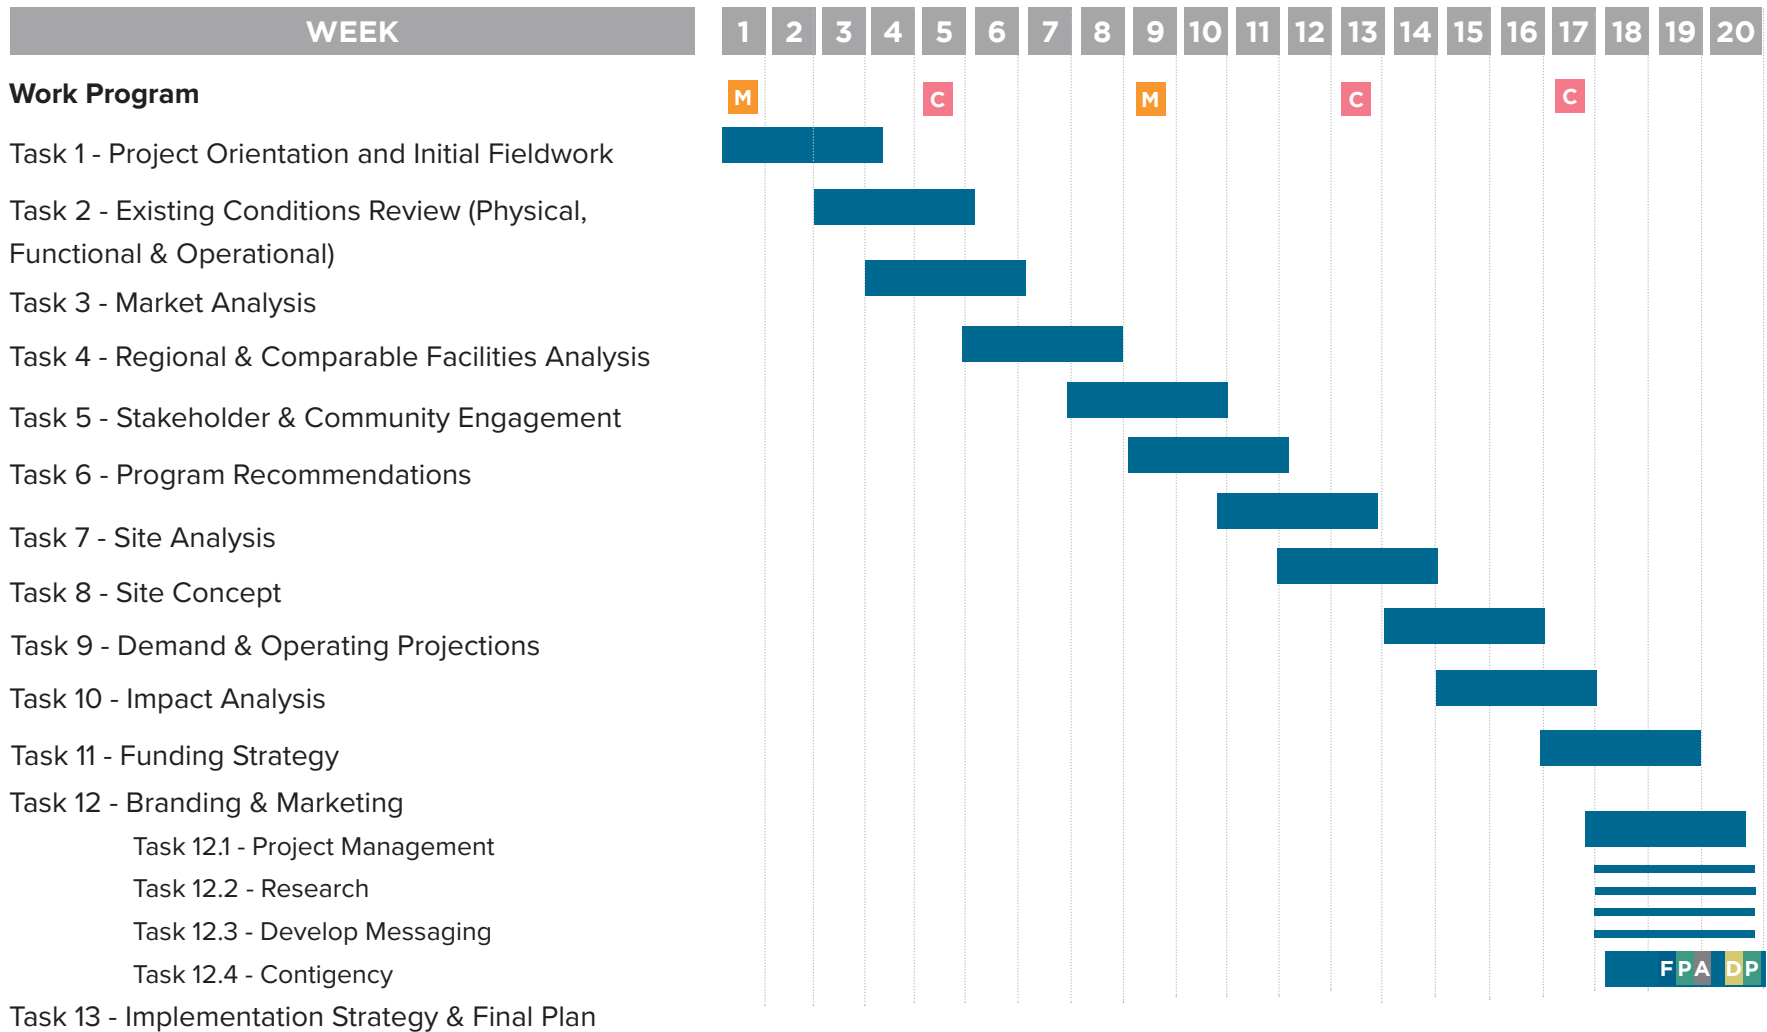 WEEK 1 2 3 4 5 6 7 8 9 10 11 12 13 14 15 16 17 18 19 20
Work Program M C M C C
Task 1 - Project Orientation and Initial Fieldwork
Task 2 - Existing Conditions Review (Physical,
Functional & Operational)
Task 3 - Market Analysis
Task 4 - Regional & Comparable Facilities Analysis
Task 5 - Stakeholder & Community Engagement
Task 6 - Program Recommendations
Task 7 - Site Analysis
Task 8 - Site Concept
Task 9 - Demand & Operating Projections
Task 10 - Impact Analysis
Task 11 - Funding Strategy
Task 12 - Branding & Marketing
Task 12.1 - Project Management
Task 12.2 - Research
Task 12.3 - Develop Messaging
Task 12.4 - Contigency F P A D P
Task 13 - Implementation Strategy & Final Plan